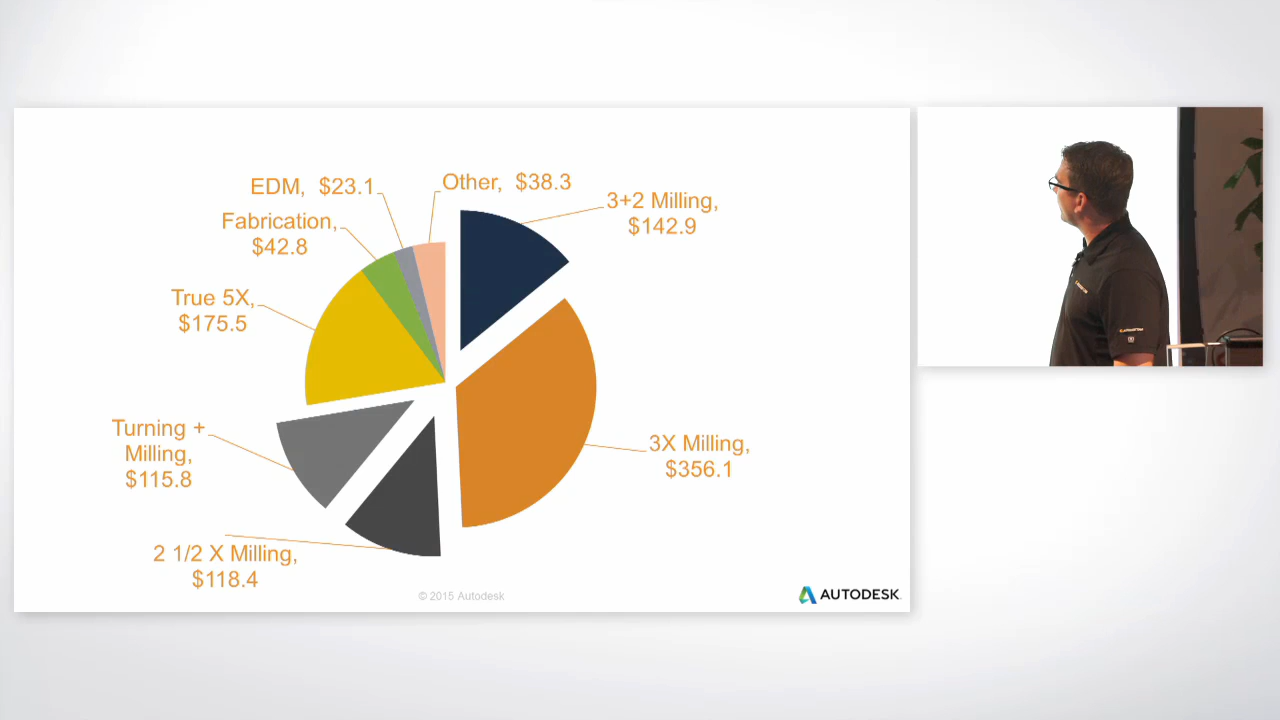 EDM, $23.1
Other, $38.3
3+2 Milling,
$142.9
Fabrication,
$42.8
True 5X,
$175.5
Turning +
Milling,
$115.8
3X Milling,
$356.1
2 1/2 X Milling,
$118.4
© 2015 Autodesk
AUTODESK